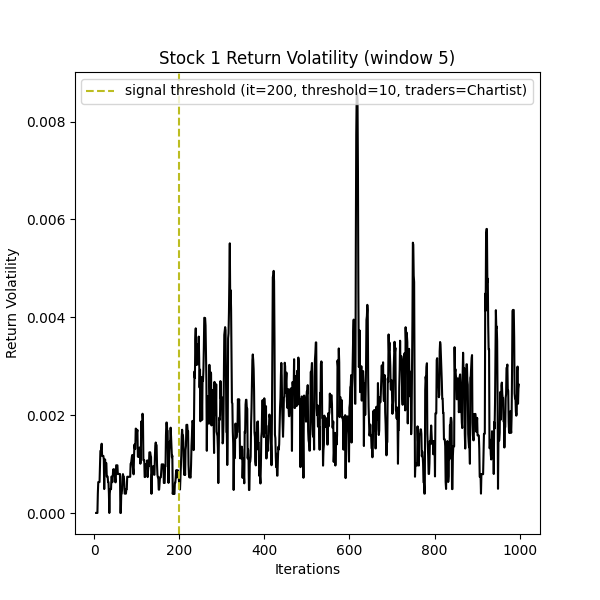 Stock 1 Return Volatility (window 5)
signal threshold (it=200, threshold=10, traders=Chartist)
0.008
0.006
0.004
0.002
0.000
Return Volatility
0
200
400
600
800
1000
Iterations